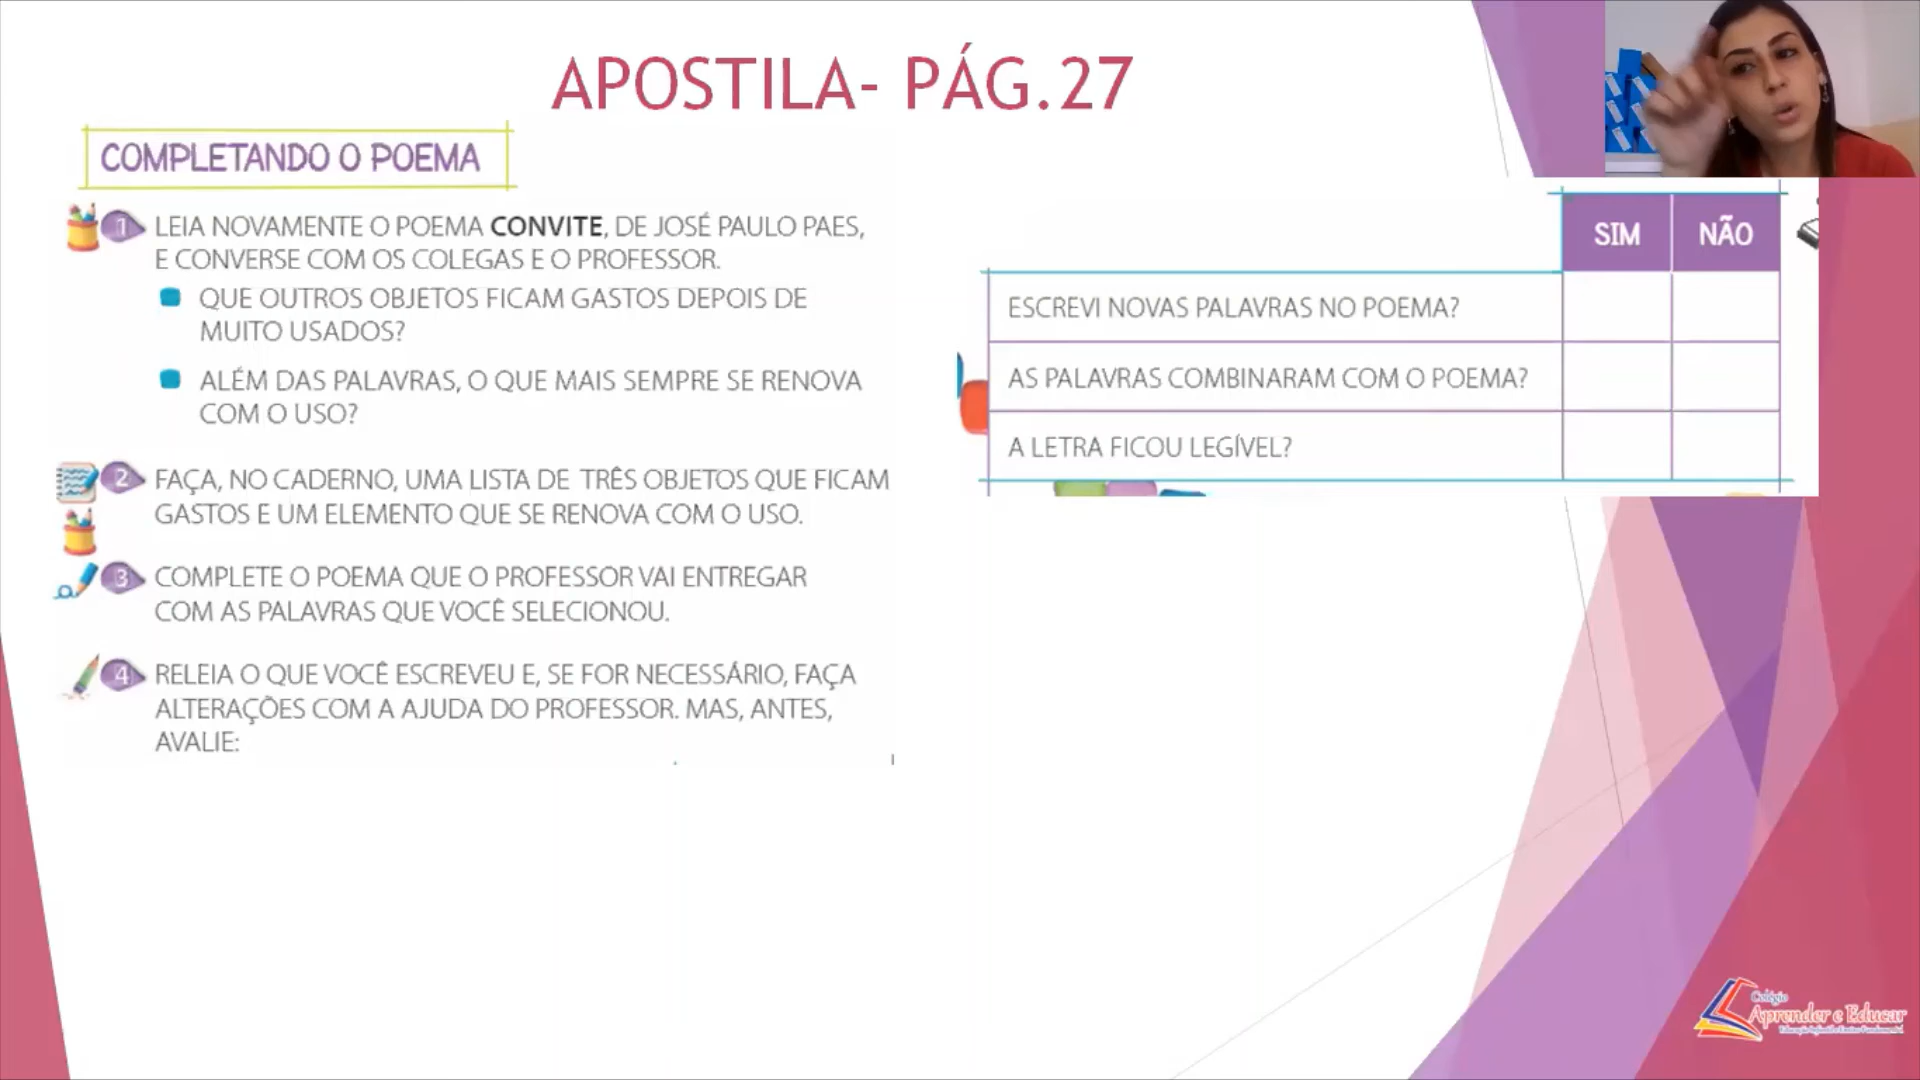 APOSTILA- PÁG.27
COMPLETANDO O POEMA
1 LEIA NOVAMENTE O POEMA CONVITE, DE JOSÉ PAULO PAES,
E CONVERSE COM OS COLEGAS E O PROFESSOR.
QUE OUTROS OBJETOS FICAM GASTOS DEPOIS DE
MUITO USADOS?
ALÉM DAS PALAVRAS, O QUE MAIS SEMPRE SE RENOVA
COM O USO?
2 FAÇA, NO CADERNO, UMA LISTA DE TRÊS OBJETOS QUE FICAM
GASTOS E UM ELEMENTO QUE SE RENOVA COM O USO.
3 COMPLETE O POEMA QUE O PROFESSOR VAI ENTREGAR
COM AS PALAVRAS QUE VOCÊ SELECIONOU.
4 RELEIA O QUE VOCÊ ESCREVEU E, SE FOR NECESSÁRIO, FAÇA
ALTERAÇÕES COM A AJUDA DO PROFESSOR. MAS, ANTES,
AVALIE:
SIM NÃO
ESCREVI NOVAS PALAVRAS NO POEMA?
AS PALAVRAS COMBINARAM COM O POEMA?
A LETRA FICOU LEGÍVEL?
Colégio
Aprender e Educar
Educação Infantil e Ensino Fundamental